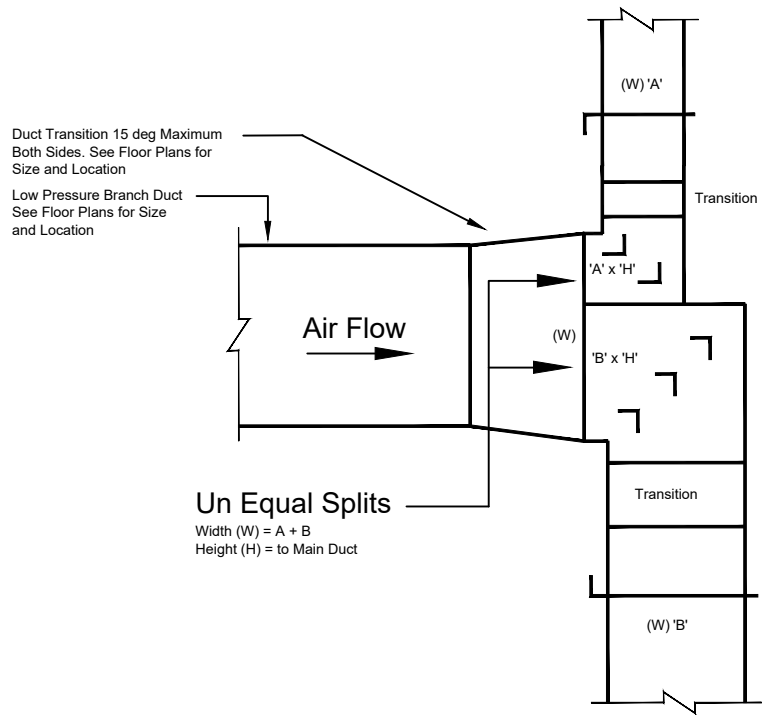 (W) 'A'
Duct Transition 15 deg Maximum
Both Sides. See Floor Plans for
Size and Location
Low Pressure Branch Duct
See Floor Plans for Size
and Location
Transition
'A' x 'H'
Air Flow
(W)
'B' x 'H'
Un Equal Splits
Width (W) = A + B
Height (H) = to Main Duct
Transition
(W) 'B'